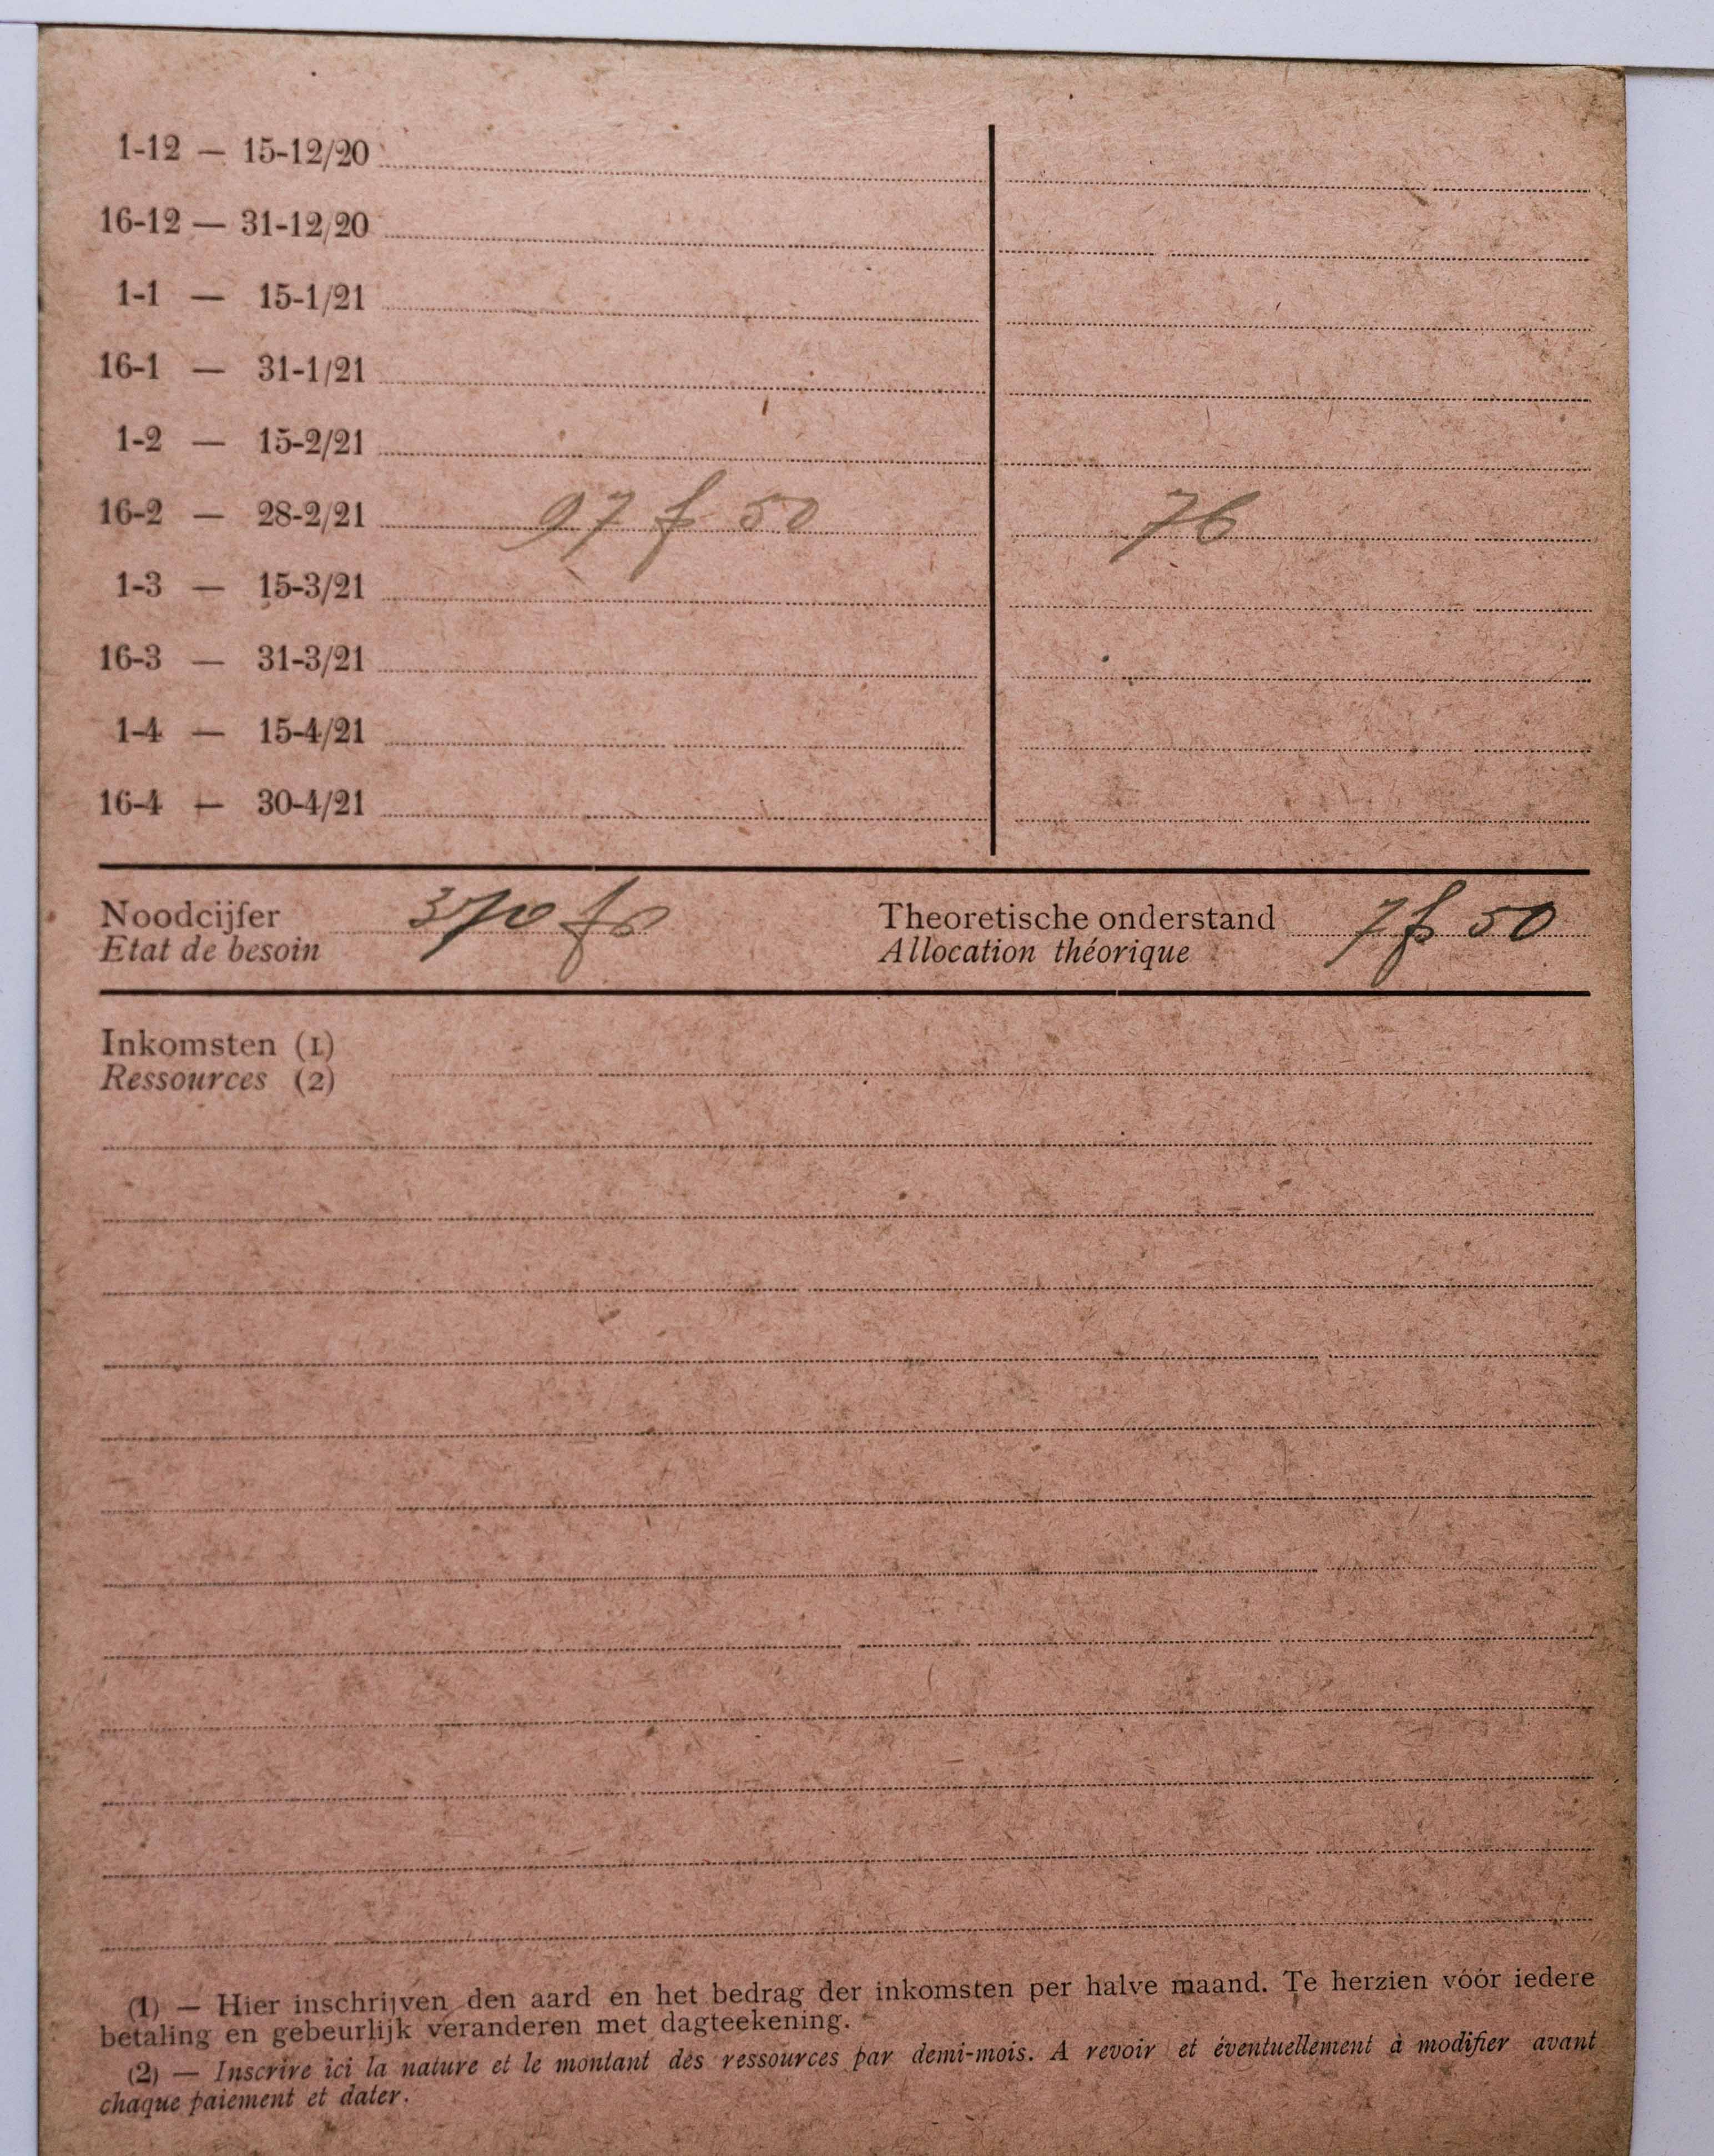 1-12 — 15-12/20
16-12 — 31-12/20
1-1 — 15-1/21
16-1 — 31-1/21
1-2 — 15-2/21
16-2 — 28-2/21 97 f 50 76
1-3 — 15-3/21
16-3 — 31-3/21
1-4 — 15-4/21
16-4 — 30-4/21
Noodcijfer 370 fs Theoretische onderstand 7 f 50
Etat de besoin Allocation théorique
Inkomsten (1)
Ressources (2)
(1) — Hier inschrijven den aard en het bedrag der inkomsten per halve maand. Te herzien vóór iedere
betaling en gebeurlijk veranderen met dagteekening.
(2) — Inscrire ici la nature et le montant des ressources par demi-mois. A revoir et éventuellement à modifier avant
chaque paiement et dater.